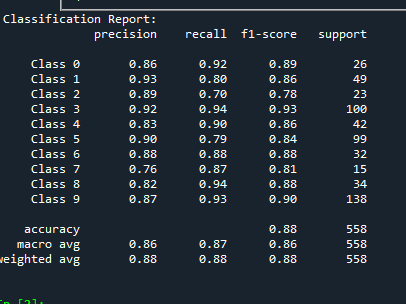 Classification Report:
precision recall f1-score support
Class 0 0.86 0.92 0.89 26
Class 1 0.93 0.80 0.86 49
Class 2 0.89 0.70 0.78 23
Class 3 0.92 0.94 0.93 100
Class 4 0.83 0.90 0.86 42
Class 5 0.90 0.79 0.84 99
Class 6 0.88 0.88 0.88 32
Class 7 0.76 0.87 0.81 15
Class 8 0.82 0.94 0.88 34
Class 9 0.87 0.93 0.90 138
accuracy 0.88 558
macro avg 0.86 0.87 0.86 558
weighted avg 0.88 0.88 0.88 558